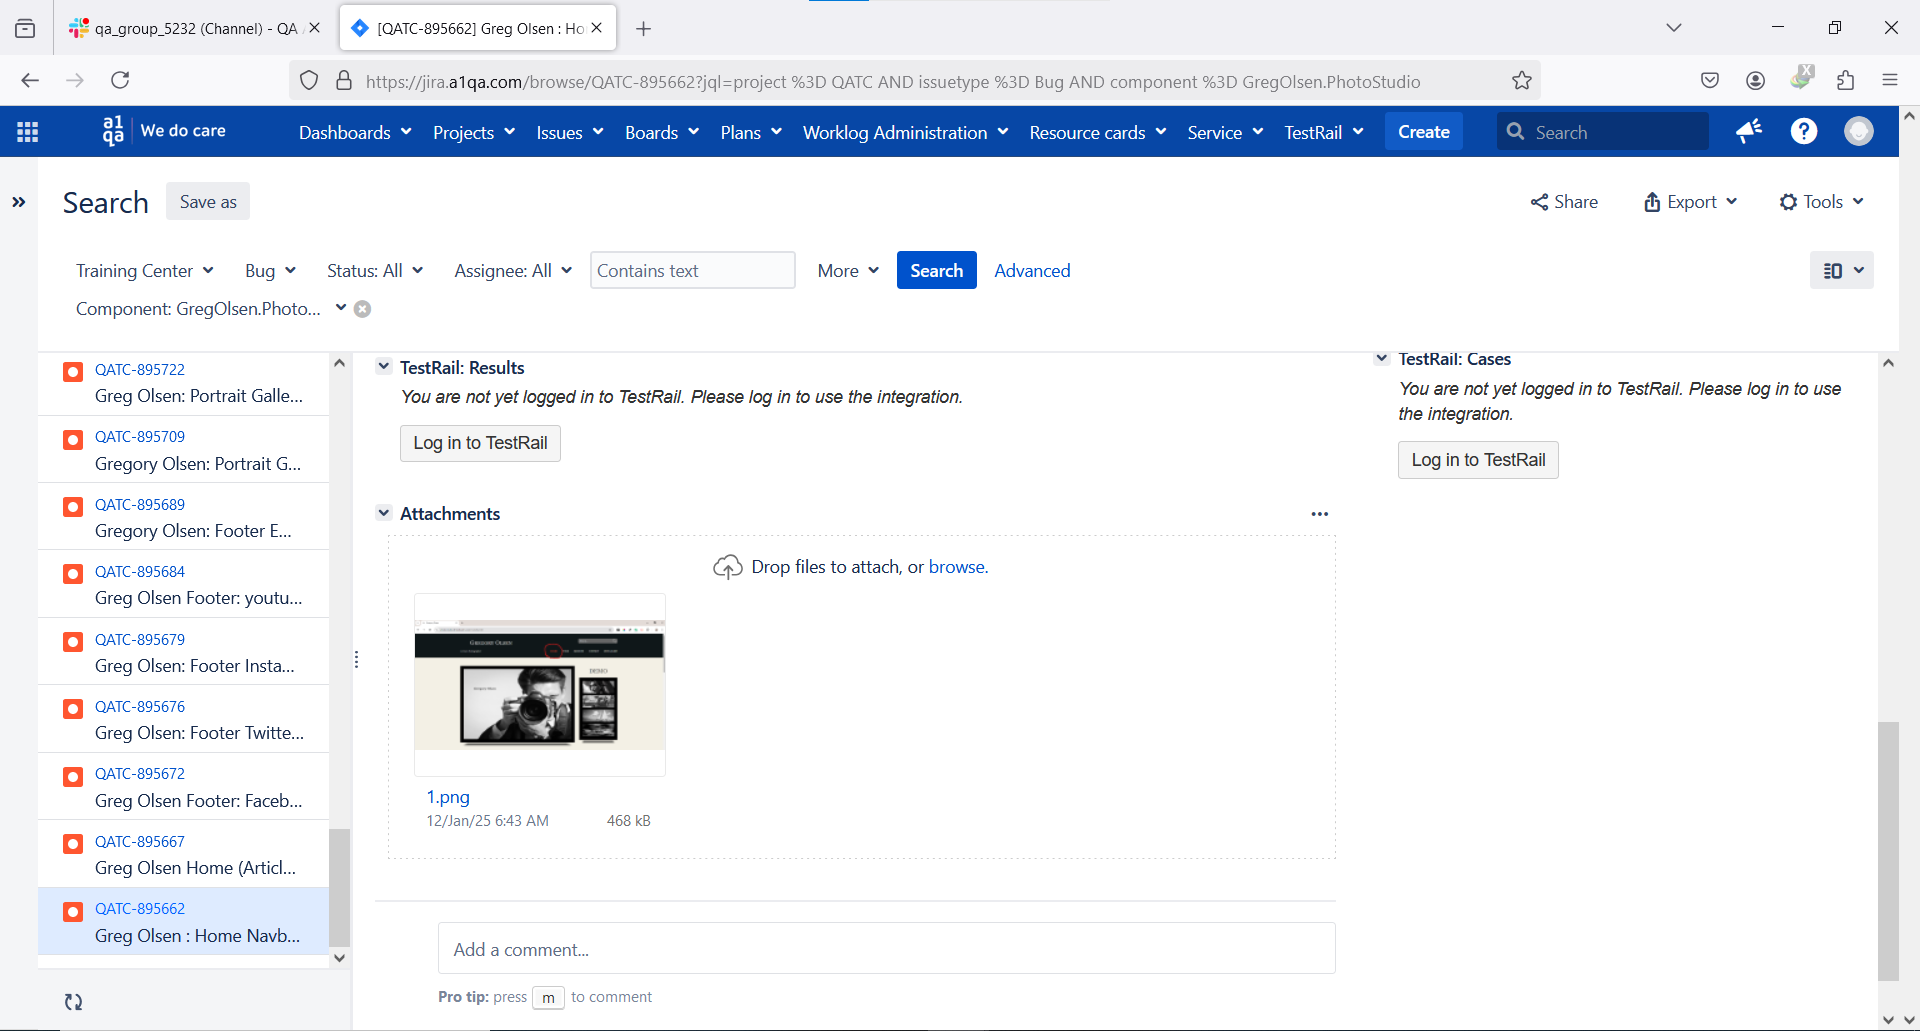 qa_group_5232 (Channel) - QA
[QATC-895662] Greg Olsen : Ho
https://jira.a1qa.com/browse/QATC-895662?jql=project %3D QATC AND issuetype %3D Bug AND component %3D GregOlsen.PhotoStudio
a1 qa We do care
Dashboards Projects Issues Boards Plans Worklog Administration Resource cards Service TestRail Create Search
Search Save as
Share Export Tools
Training Center Bug Status: All Assignee: All Contains text More Search Advanced
Component: GregOlsen.Photo...
QATC-895722
Greg Olsen: Portrait Galle...
QATC-895709
Gregory Olsen: Portrait G...
QATC-895689
Gregory Olsen: Footer E...
QATC-895684
Greg Olsen Footer: youtu...
QATC-895679
Greg Olsen: Footer Insta...
QATC-895676
Greg Olsen: Footer Twitte...
QATC-895672
Greg Olsen Footer: Faceb...
QATC-895667
Greg Olsen Home (Articl...
QATC-895662
Greg Olsen : Home Navb...
TestRail: Results
You are not yet logged in to TestRail. Please log in to use the integration.
Log in to TestRail
Attachments
Drop files to attach, or browse.
Gregory Olsen
DEMO
1.png
12/Jan/25 6:43 AM 468 kB
Add a comment...
Pro tip: press m to comment
TestRail: Cases
You are not yet logged in to TestRail. Please log in to use
the integration.
Log in to TestRail